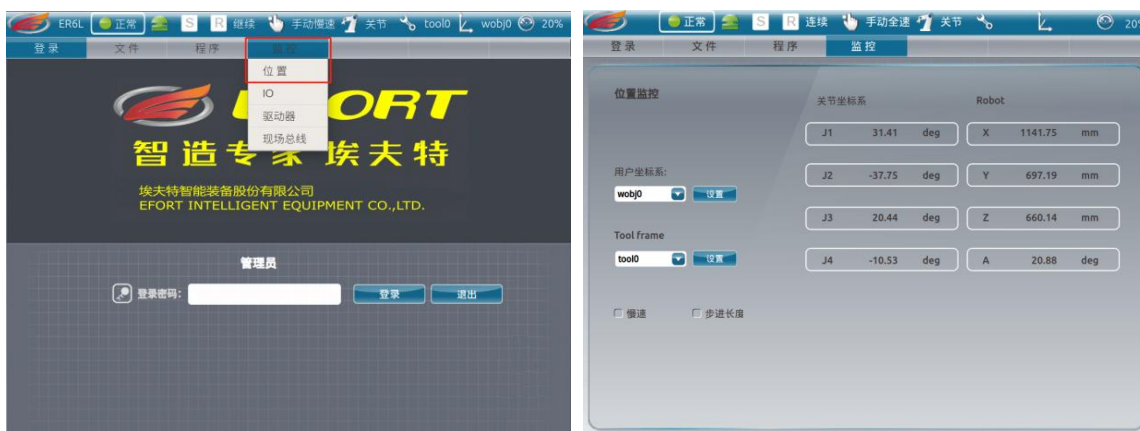 ER6L 正常 S R 继续 手动慢速 关节 tool0 wobj0 20%
登录 文件 程序 监控
位置
IO
驱动器
现场总线
EFORT
智造专家 埃夫特
埃夫特智能装备股份有限公司
EFORT INTELLIGENT EQUIPMENT CO.,LTD.
管理员
登录密码: 登录 退出
正常 S R 连续 手动全速 关节 20
登录 文件 程序 监控
位置监控 关节坐标系 Robot
J1 31.41 deg X 1141.75 mm
用户坐标系:
J2 -37.75 deg Y 697.19 mm
wobj0 设置
J3 20.44 deg Z 660.14 mm
Tool frame
tool0 设置 J4 -10.53 deg A 20.88 deg
慢速 步进长度